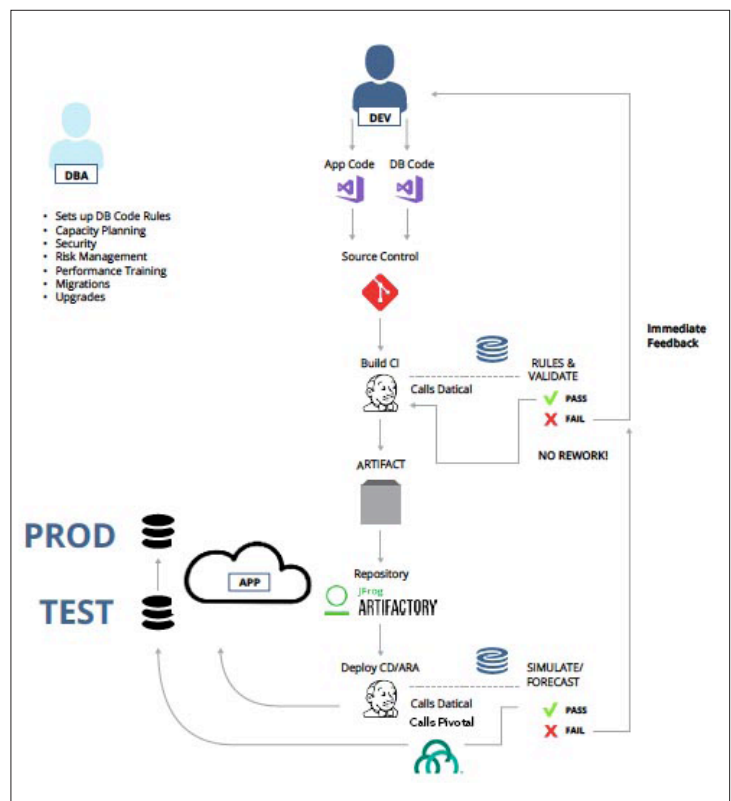 DEV
App Code
DB Code
DBA
• Sets up DB Code Rules
• Capacity Planning
• Security
• Risk Management
• Performance Training
• Migrations
• Upgrades
Source Control
Immediate
Feedback
Build CI
Calls Datical
RULES &
VALIDATE
PASS
FAIL
NO REWORK!
ARTIFACT
PROD
TEST
APP
Repository
JFrog
ARTIFACTORY
Deploy CD/ARA
Calls Datical
Calls Pivotal
SIMULATE/
FORECAST
PASS
FAIL